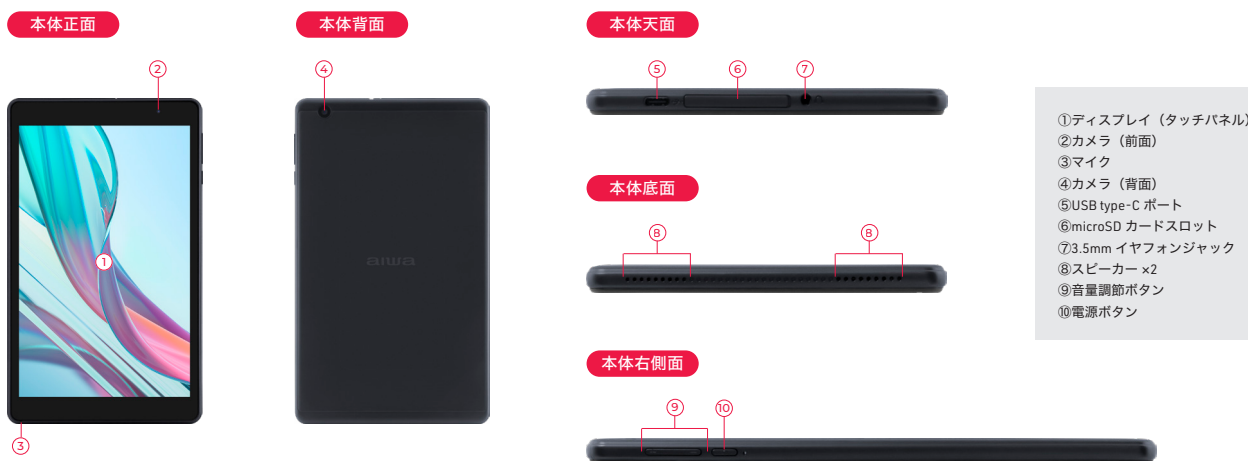 本体正面
②
①
③
本体背面
④
aiwa
本体天面
⑤ ⑥ ⑦
本体底面
⑧ ⑧
本体右側面
⑨ ⑩
①ディスプレイ（タッチパネル）
②カメラ（前面）
③マイク
④カメラ（背面）
⑤USB type-C ポート
⑥microSD カードスロット
⑦3.5mm イヤフォンジャック
⑧スピーカー ×2
⑨音量調節ボタン
⑩電源ボタン